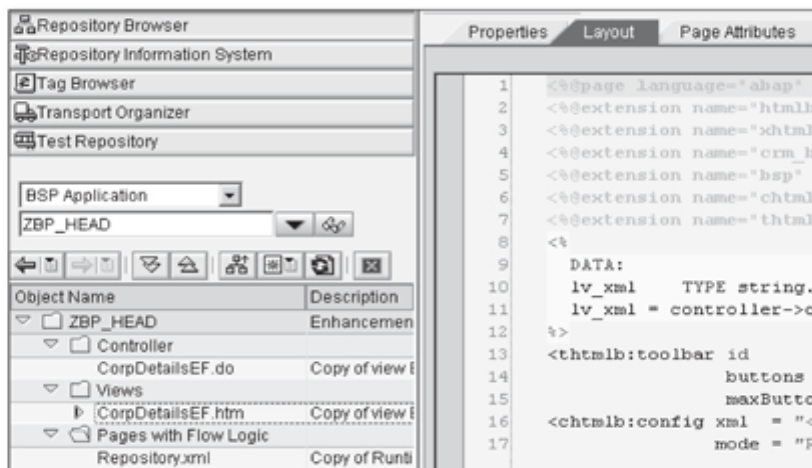 Repository Browser
Repository Information System
Tag Browser
Transport Organizer
Test Repository
BSP Application
ZBP_HEAD
Object Name Description
ZBP_HEAD Enhancemen
Controller
CorpDetailsEF.do Copy of view E
Views
CorpDetailsEF.htm Copy of view E
Pages with Flow Logic
Repository.xml Copy of Runti
Properties Layout Page Attributes
1 <%@page language="abap"
2 <%@extension name="htmlb
3 <%@extension name="xhtml
4 <%@extension name="crm_b
5 <%@extension name="bsp"
6 <%@extension name="chtml
7 <%@extension name="thtml
8 <%
9 DATA:
10 lv_xml TYPE string.
11 lv_xml = controller->c
12 %>
13 <thtmlb:toolbar id
14 buttons
15 maxButto
16 <chtmlb:config xml = "<
17 mode = "R